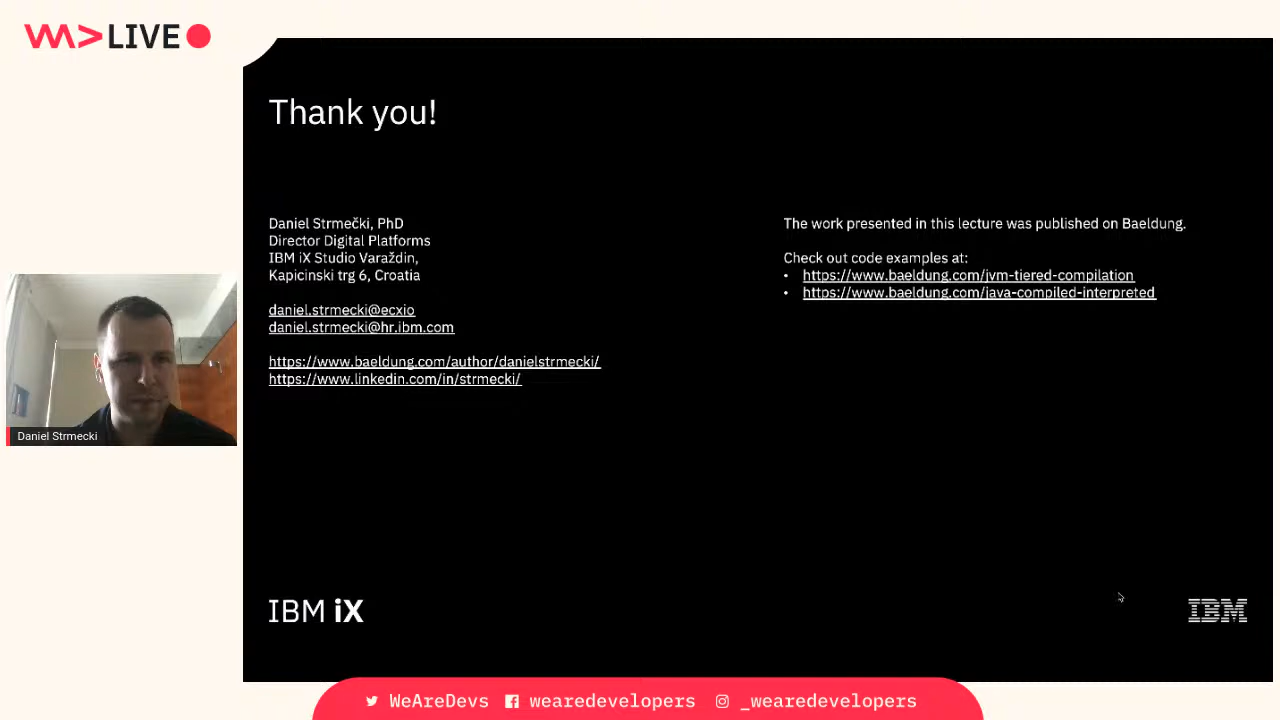 WA>LIVE
Thank you!
Daniel Strmečki, PhD
Director Digital Platforms
IBM iX Studio Varaždin,
Kapicinski trg 6, Croatia
daniel.strmecki@ecxio
daniel.strmecki@hr.ibm.com
https://www.baeldung.com/author/danielstrmecki/
https://www.linkedin.com/in/strmecki/
The work presented in this lecture was published on Baeldung.
Check out code examples at:
• https://www.baeldung.com/jvm-tiered-compilation
• https://www.baeldung.com/java-compiled-interpreted
Daniel Strmecki
IBM iX
IBM
WeAreDevs wearedevelopers _wearedevelopers